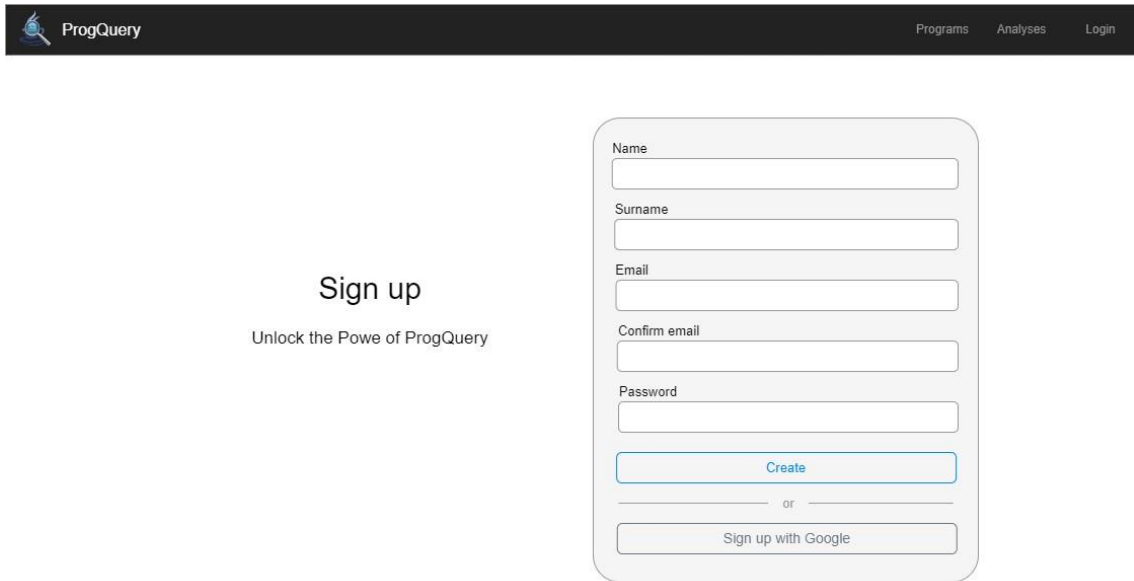 ProgQuery
Programs Analyses Login
Sign up
Unlock the Powe of ProgQuery
Name
Surname
Email
Confirm email
Password
Create
or
Sign up with Google